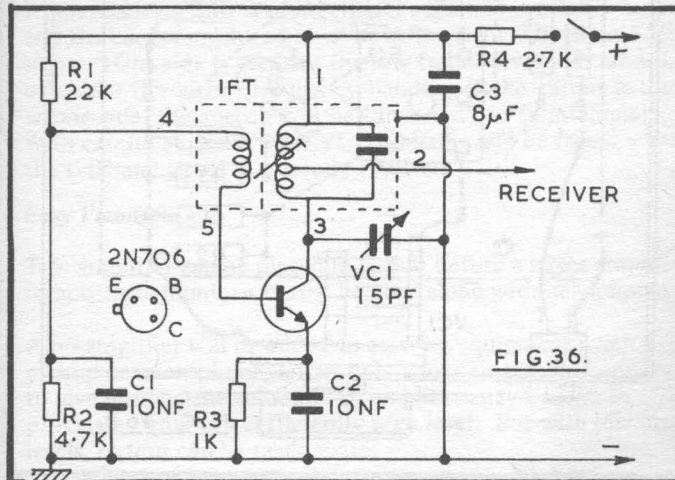 R1
22K
IFT
1
4
5
2
3
R4 2·7K
+
C3
8μF
RECEIVER
VC1
15PF
2N706
E
B
C
R2
4·7K
C1
10NF
R3
1K
C2
10NF
FIG.36.
−